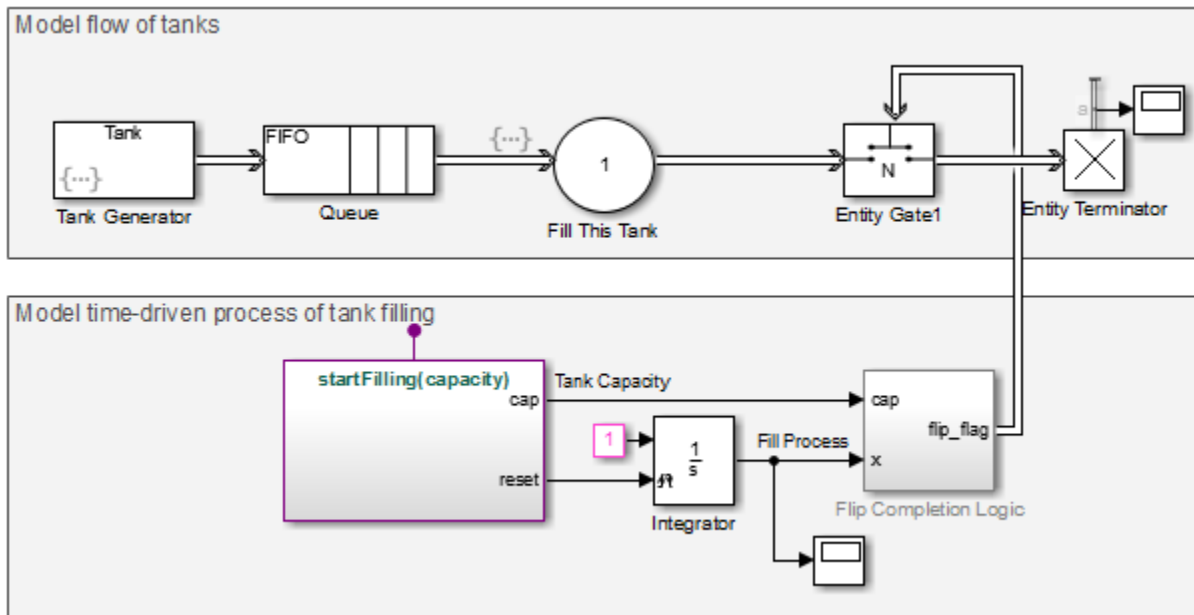 Model flow of tanks
Tank
{...}
Tank Generator
FIFO
Queue
{...}
1
Fill This Tank
N
Entity Gate1
a
Entity Terminator
Model time-driven process of tank filling
startFilling(capacity)
cap
reset
Tank Capacity
1
1
s
Integrator
Fill Process
cap
x
flip_flag
Flip Completion Logic